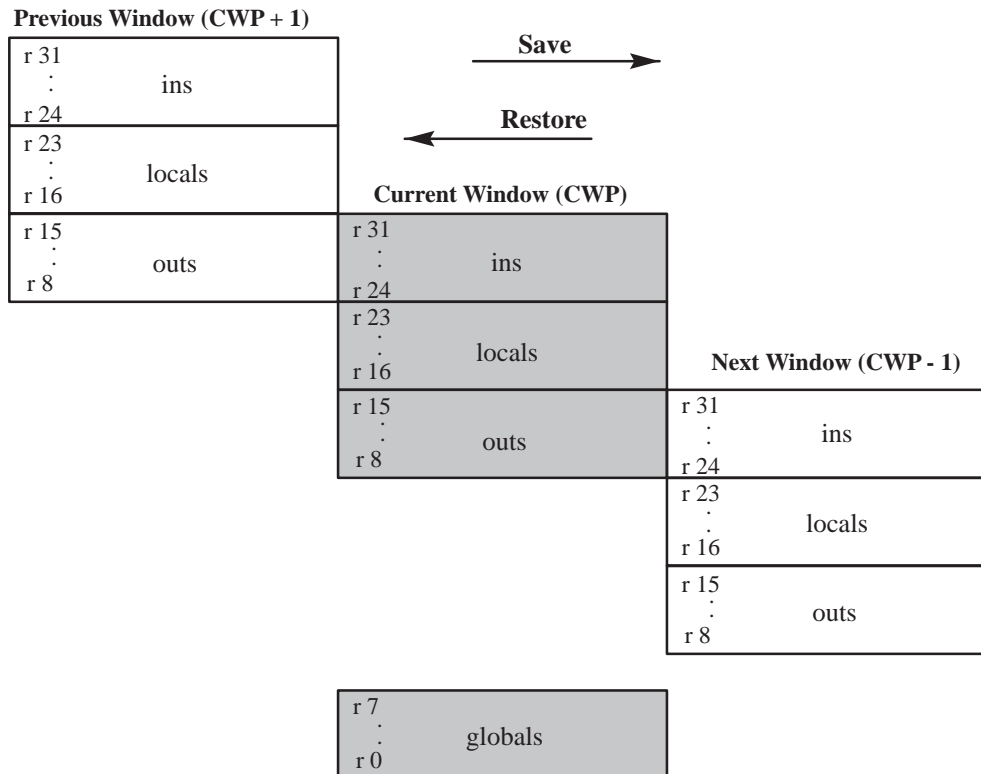 Previous Window (CWP + 1)
r 31
.
.
r 24
ins
r 23
.
.
r 16
locals
r 15
.
.
r 8
outs
Save
Restore
Current Window (CWP)
r 31
.
.
r 24
ins
r 23
.
.
r 16
locals
r 15
.
.
r 8
outs
Next Window (CWP - 1)
r 31
.
.
r 24
ins
r 23
.
.
r 16
locals
r 15
.
.
r 8
outs
r 7
.
.
r 0
globals